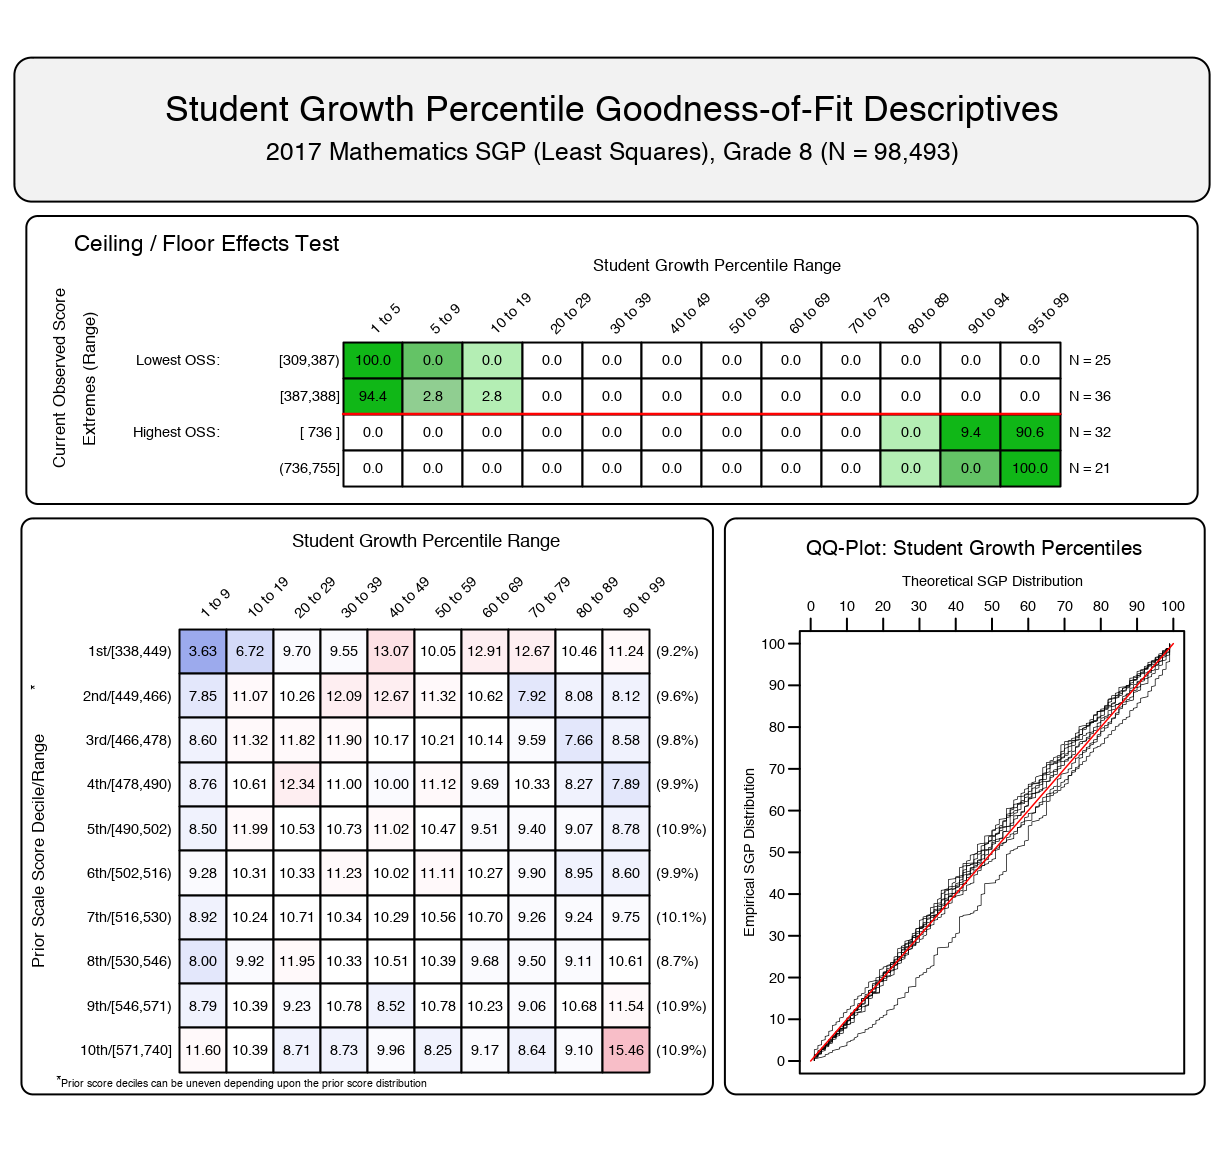 Student Growth Percentile Goodness-of-Fit Descriptives
2017 Mathematics SGP (Least Squares), Grade 8 (N = 98,493)
Ceiling / Floor Effects Test
Student Growth Percentile Range
Current Observed Score
Extremes (Range)
1 to 5 5 to 9 10 to 19 20 to 29 30 to 39 40 to 49 50 to 59 60 to 69 70 to 79 80 to 89 90 to 94 95 to 99
Lowest OSS: [309,387) 100.0 0.0 0.0 0.0 0.0 0.0 0.0 0.0 0.0 0.0 0.0 0.0 N = 25
[387,388] 94.4 2.8 2.8 0.0 0.0 0.0 0.0 0.0 0.0 0.0 0.0 0.0 N = 36
Highest OSS: [ 736 ] 0.0 0.0 0.0 0.0 0.0 0.0 0.0 0.0 0.0 0.0 9.4 90.6 N = 32
(736,755] 0.0 0.0 0.0 0.0 0.0 0.0 0.0 0.0 0.0 0.0 0.0 100.0 N = 21
Student Growth Percentile Range
Prior Scale Score Decile/Range *
1 to 9 10 to 19 20 to 29 30 to 39 40 to 49 50 to 59 60 to 69 70 to 79 80 to 89 90 to 99
1st/[338,449) 3.63 6.72 9.70 9.55 13.07 10.05 12.91 12.67 10.46 11.24 (9.2%)
2nd/[449,466) 7.85 11.07 10.26 12.09 12.67 11.32 10.62 7.92 8.08 8.12 (9.6%)
3rd/[466,478) 8.60 11.32 11.82 11.90 10.17 10.21 10.14 9.59 7.66 8.58 (9.8%)
4th/[478,490) 8.76 10.61 12.34 11.00 10.00 11.12 9.69 10.33 8.27 7.89 (9.9%)
5th/[490,502) 8.50 11.99 10.53 10.73 11.02 10.47 9.51 9.40 9.07 8.78 (10.9%)
6th/[502,516) 9.28 10.31 10.33 11.23 10.02 11.11 10.27 9.90 8.95 8.60 (9.9%)
7th/[516,530) 8.92 10.24 10.71 10.34 10.29 10.56 10.70 9.26 9.24 9.75 (10.1%)
8th/[530,546) 8.00 9.92 11.95 10.33 10.51 10.39 9.68 9.50 9.11 10.61 (8.7%)
9th/[546,571) 8.79 10.39 9.23 10.78 8.52 10.78 10.23 9.06 10.68 11.54 (10.9%)
10th/[571,740] 11.60 10.39 8.71 8.73 9.96 8.25 9.17 8.64 9.10 15.46 (10.9%)
*Prior score deciles can be uneven depending upon the prior score distribution
QQ-Plot: Student Growth Percentiles
Theoretical SGP Distribution
0 10 20 30 40 50 60 70 80 90 100
Empirical SGP Distribution
100
90
80
70
60
50
40
30
20
10
0